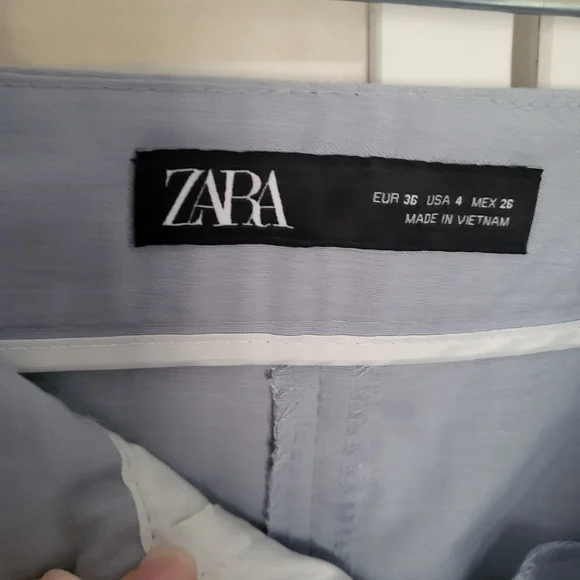 ZARA
EUR 36 USA 4 MEX 26
MADE IN VIETNAM